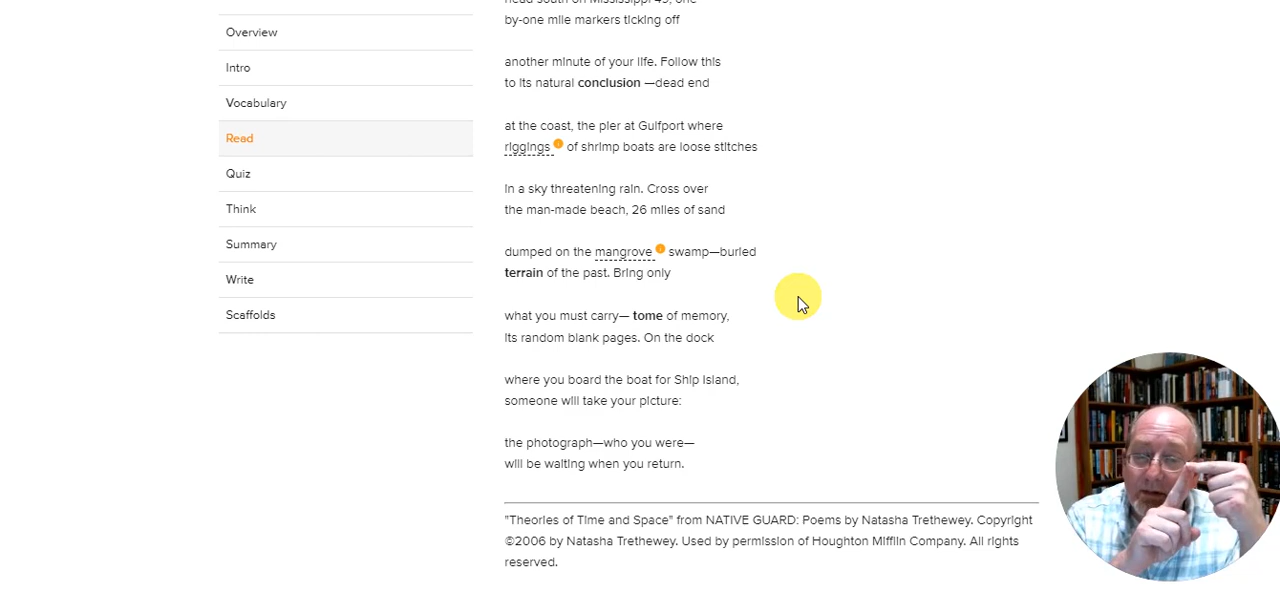 head south on Mississippi 49, one-
by-one mile markers ticking off
another minute of your life. Follow this
to its natural conclusion —dead end
at the coast, the pier at Gulfport where
riggings of shrimp boats are loose stitches
in a sky threatening rain. Cross over
the man-made beach, 26 miles of sand
dumped on the mangrove swamp—buried
terrain of the past. Bring only
what you must carry— tome of memory,
its random blank pages. On the dock
where you board the boat for Ship Island,
someone will take your picture:
the photograph—who you were—
will be waiting when you return.
"Theories of Time and Space" from NATIVE GUARD: Poems by Natasha Trethewey. Copyright
©2006 by Natasha Trethewey. Used by permission of Houghton Mifflin Company. All rights
reserved.
Overview
Intro
Vocabulary
Read
Quiz
Think
Summary
Write
Scaffolds